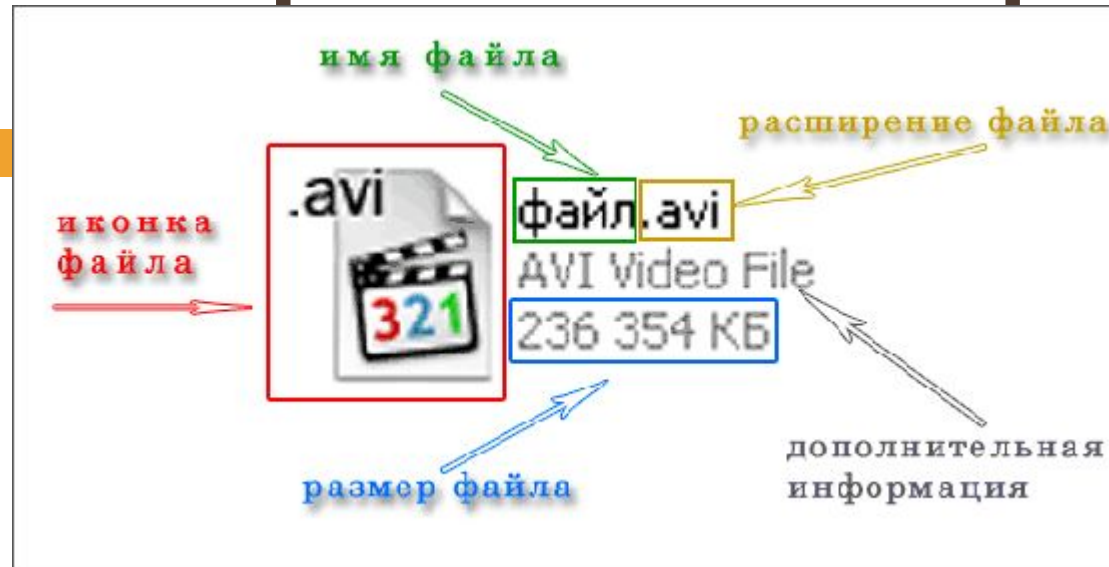 имя файла
расширение файла
.avi
файл.avi
иконка
файла
AVI Video File
321
236 354 КБ
размер файла
дополнительная
информация